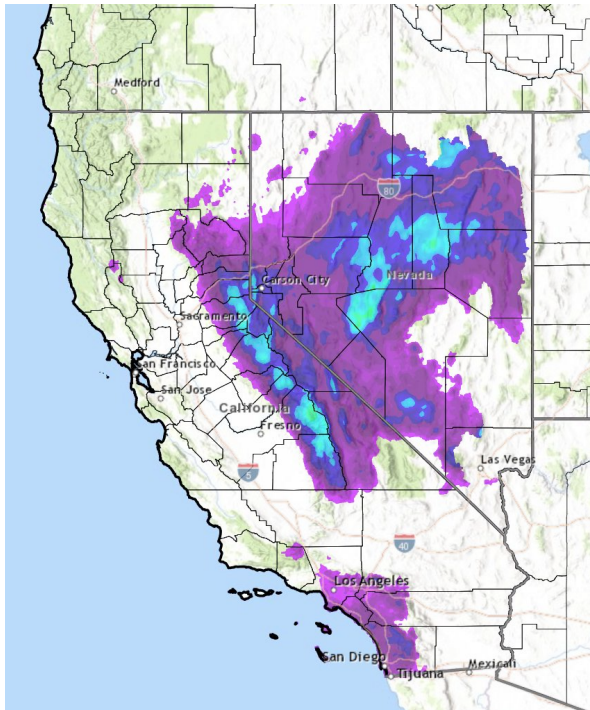 Medford
80
Carson City
Nevada
Sacramento
San Francisco
San Jose
California
Fresno
Las Vegas
5
40
Los Angeles
San Diego
Tijuana
Mexicali